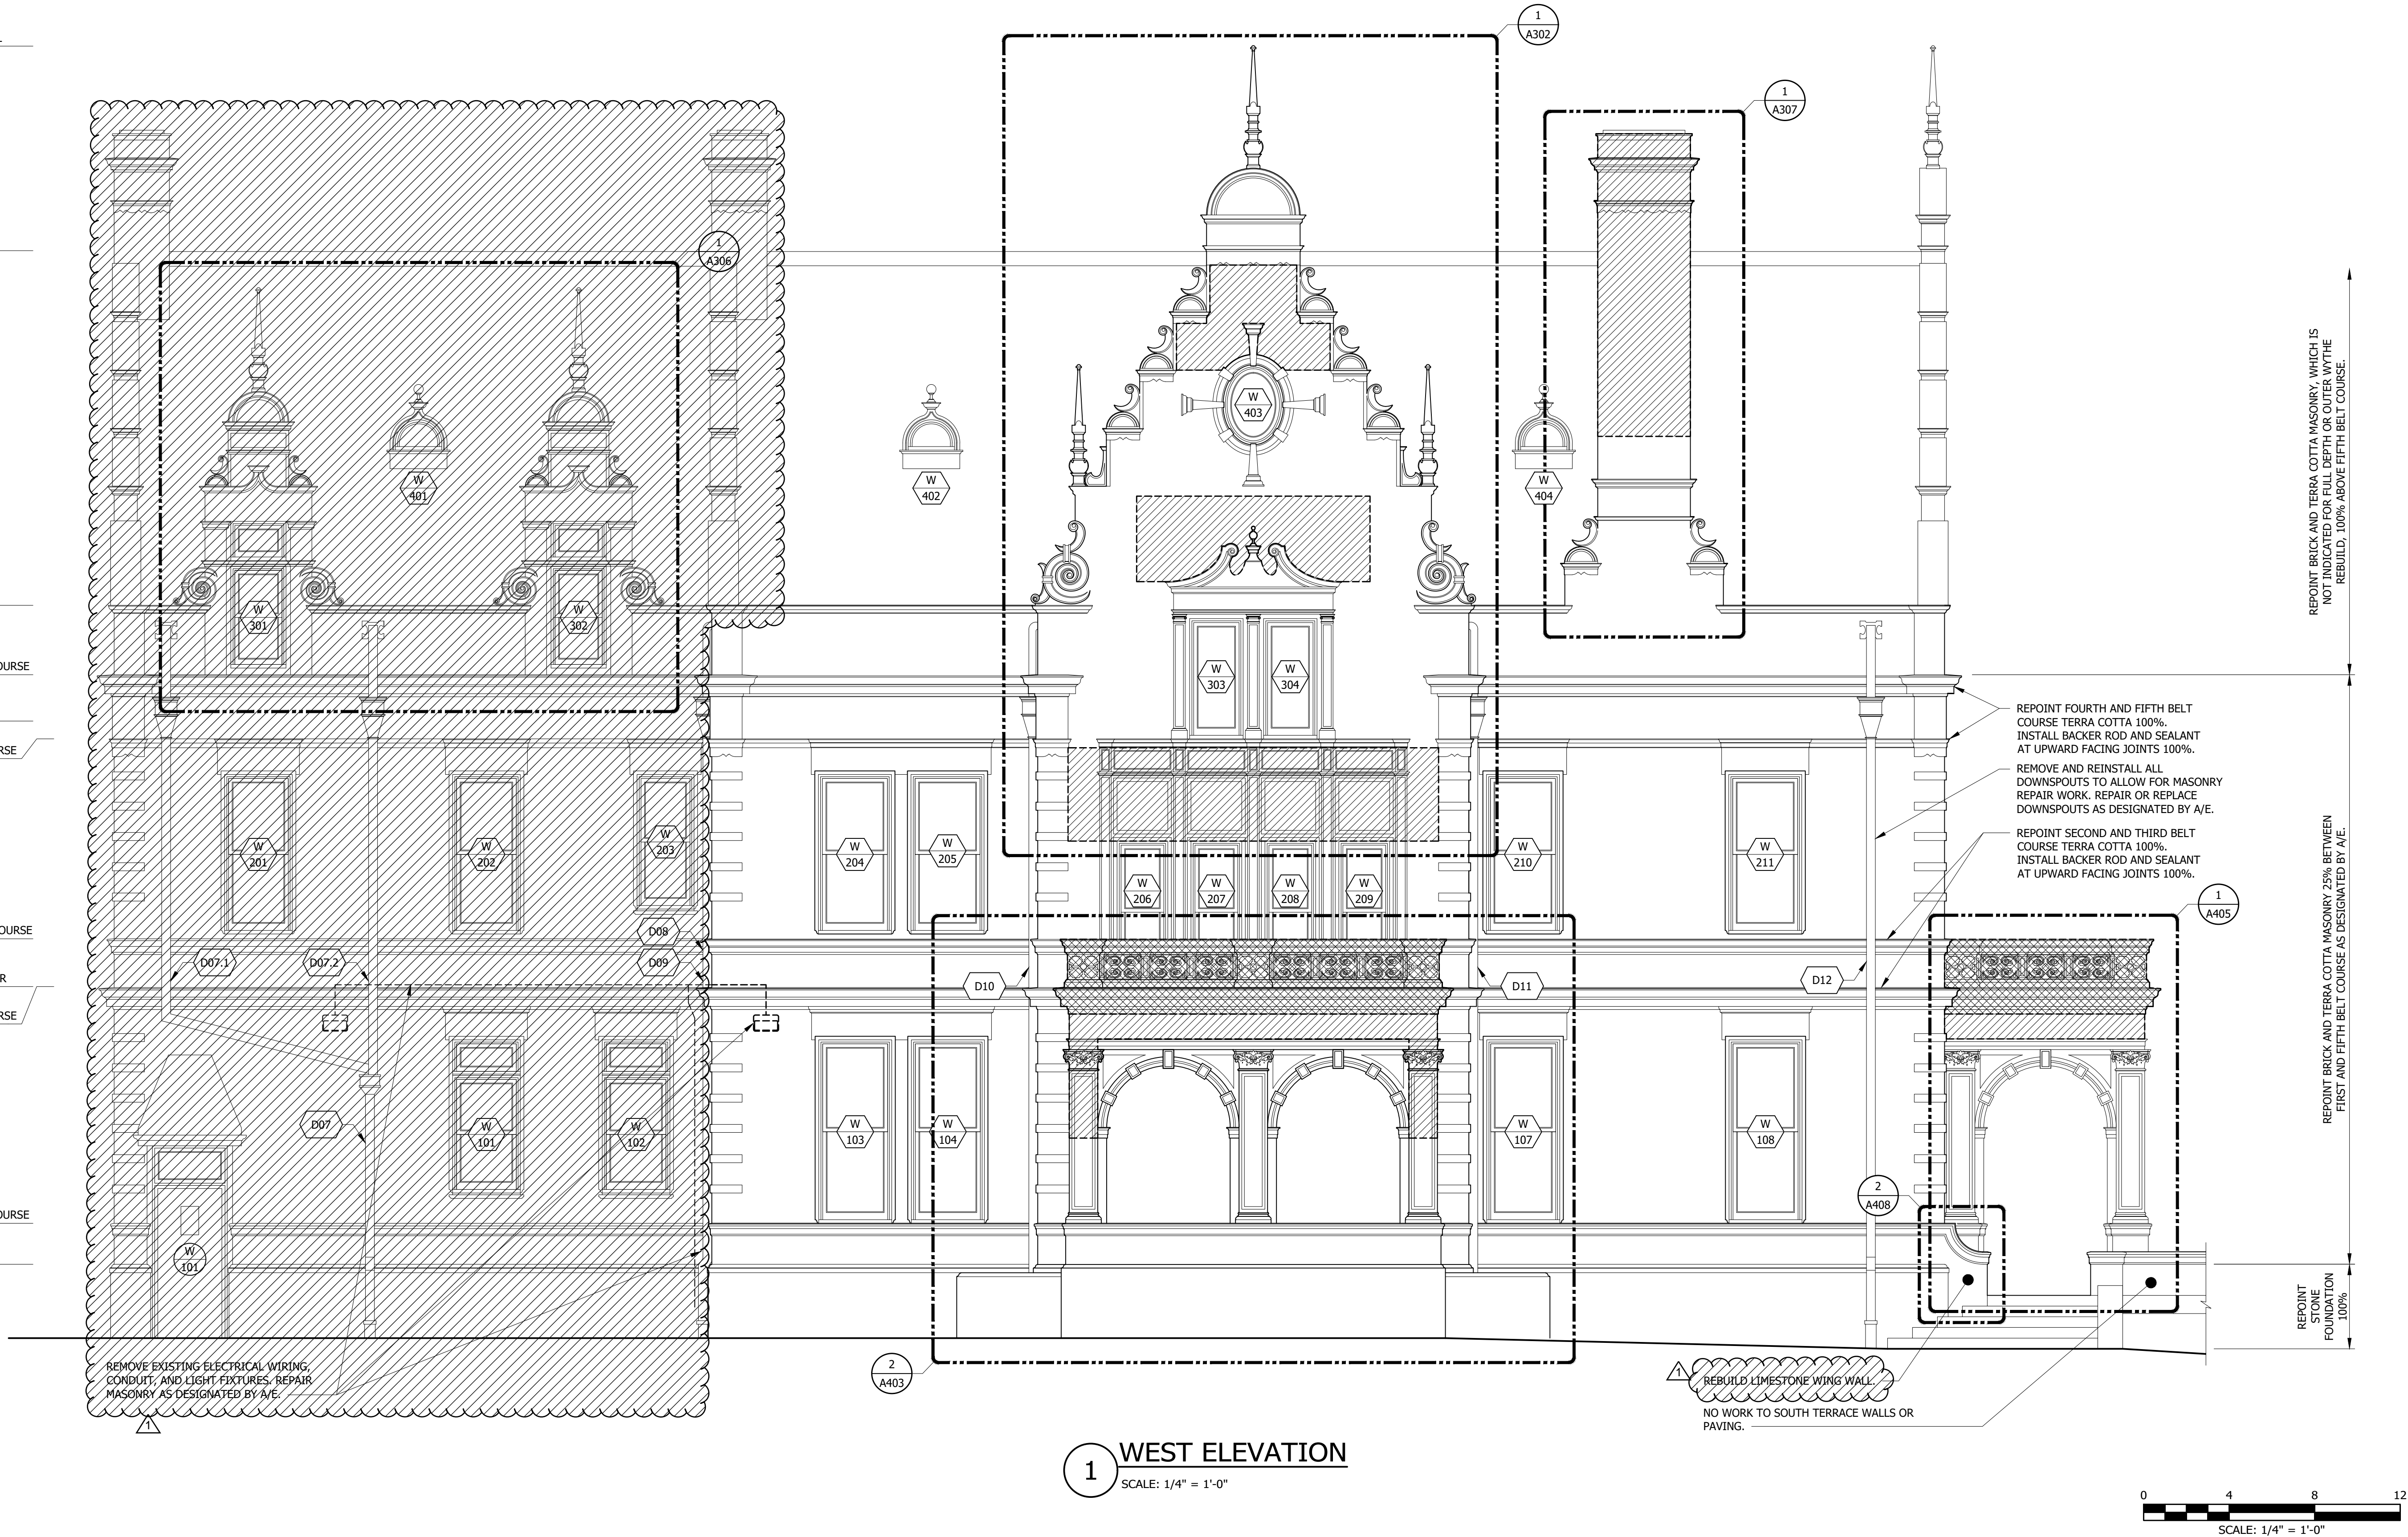 1
A302
1
A307
1
A306
W
401
W
402
W
403
W
404
W
301
W
302
W
303
W
304
OURSE
RSE
OURSE
R
RSE
OURSE
REPOINT BRICK AND TERRA COTTA MASONRY, WHICH IS
NOT INDICATED FOR FULL DEPTH OR OUTER WYTHE
REBUILD, 100% ABOVE FIFTH BELT COURSE.
REPOINT FOURTH AND FIFTH BELT
COURSE TERRA COTTA 100%.
INSTALL BACKER ROD AND SEALANT
AT UPWARD FACING JOINTS 100%.
REMOVE AND REINSTALL ALL
DOWNSPOUTS TO ALLOW FOR MASONRY
REPAIR WORK. REPAIR OR REPLACE
DOWNSPOUTS AS DESIGNATED BY A/E.
REPOINT SECOND AND THIRD BELT
COURSE TERRA COTTA 100%.
INSTALL BACKER ROD AND SEALANT
AT UPWARD FACING JOINTS 100%.
W
201
W
202
W
203
W
204
W
205
W
206
W
207
W
208
W
209
W
210
W
211
1
A405
REPOINT BRICK AND TERRA COTTA MASONRY 25% BETWEEN
FIRST AND FIFTH BELT COURSE AS DESIGNATED BY A/E.
D08
D07.1
D07.2
D09
D10
D11
D12
D07
W
101
W
102
W
103
W
104
W
107
W
108
2
A408
W
101
REPOINT
STONE
FOUNDATION
100%
REMOVE EXISTING ELECTRICAL WIRING,
CONDUIT, AND LIGHT FIXTURES. REPAIR
MASONRY AS DESIGNATED BY A/E.
1
2
A403
1
REBUILD LIMESTONE WING WALL.
NO WORK TO SOUTH TERRACE WALLS OR
PAVING.
1
WEST ELEVATION
SCALE: 1/4" = 1'-0"
0 4 8 12
SCALE: 1/4" = 1'-0"